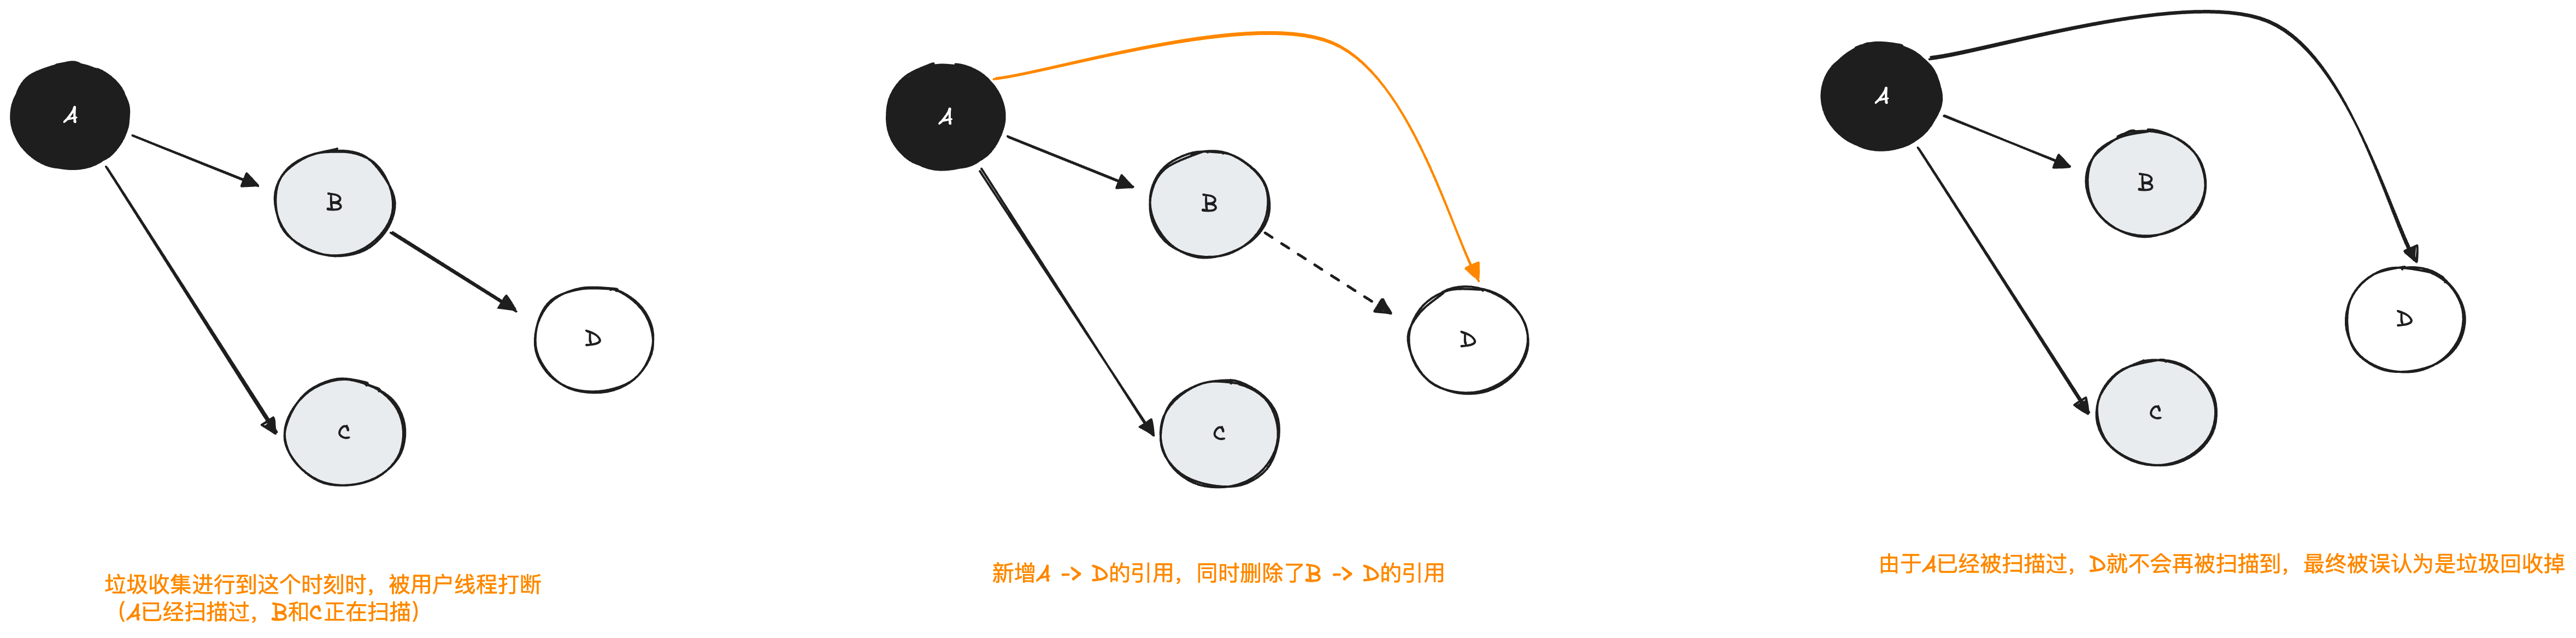 A
B
D
C
垃圾收集进行到这个时刻时，被用户线程打断
（A已经扫描过，B和C正在扫描）
A
B
D
C
新增A -> D的引用，同时删除了B -> D的引用
A
B
D
C
由于A已经被扫描过，D就不会再被扫描到，最终被误认为是垃圾回收掉